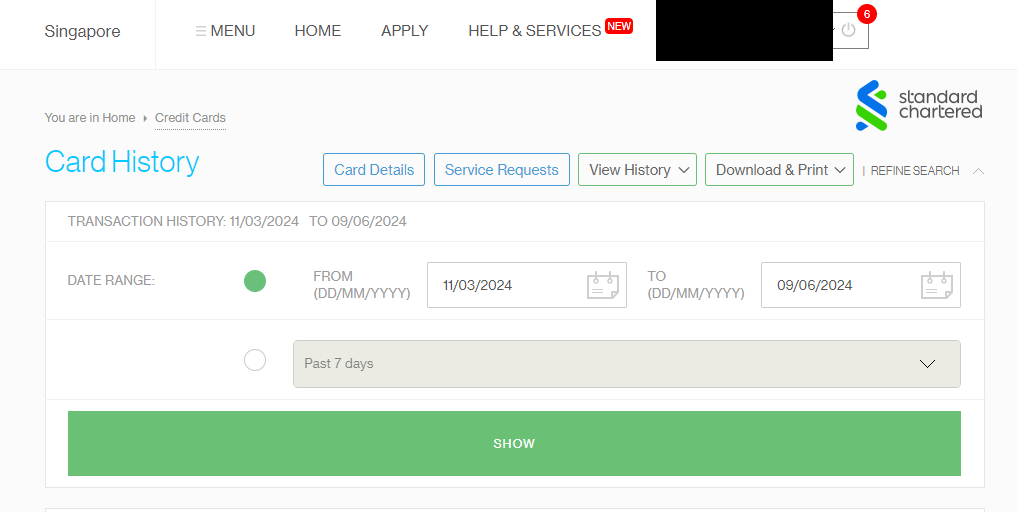 Singapore
MENU
HOME
APPLY
HELP & SERVICES
NEW
6
You are in Home
Credit Cards
standard
chartered
Card History
Card Details
Service Requests
View History
Download & Print
| REFINE SEARCH
TRANSACTION HISTORY: 11/03/2024 TO 09/06/2024
DATE RANGE:
FROM
(DD/MM/YYYY)
11/03/2024
TO
(DD/MM/YYYY)
09/06/2024
Past 7 days
SHOW